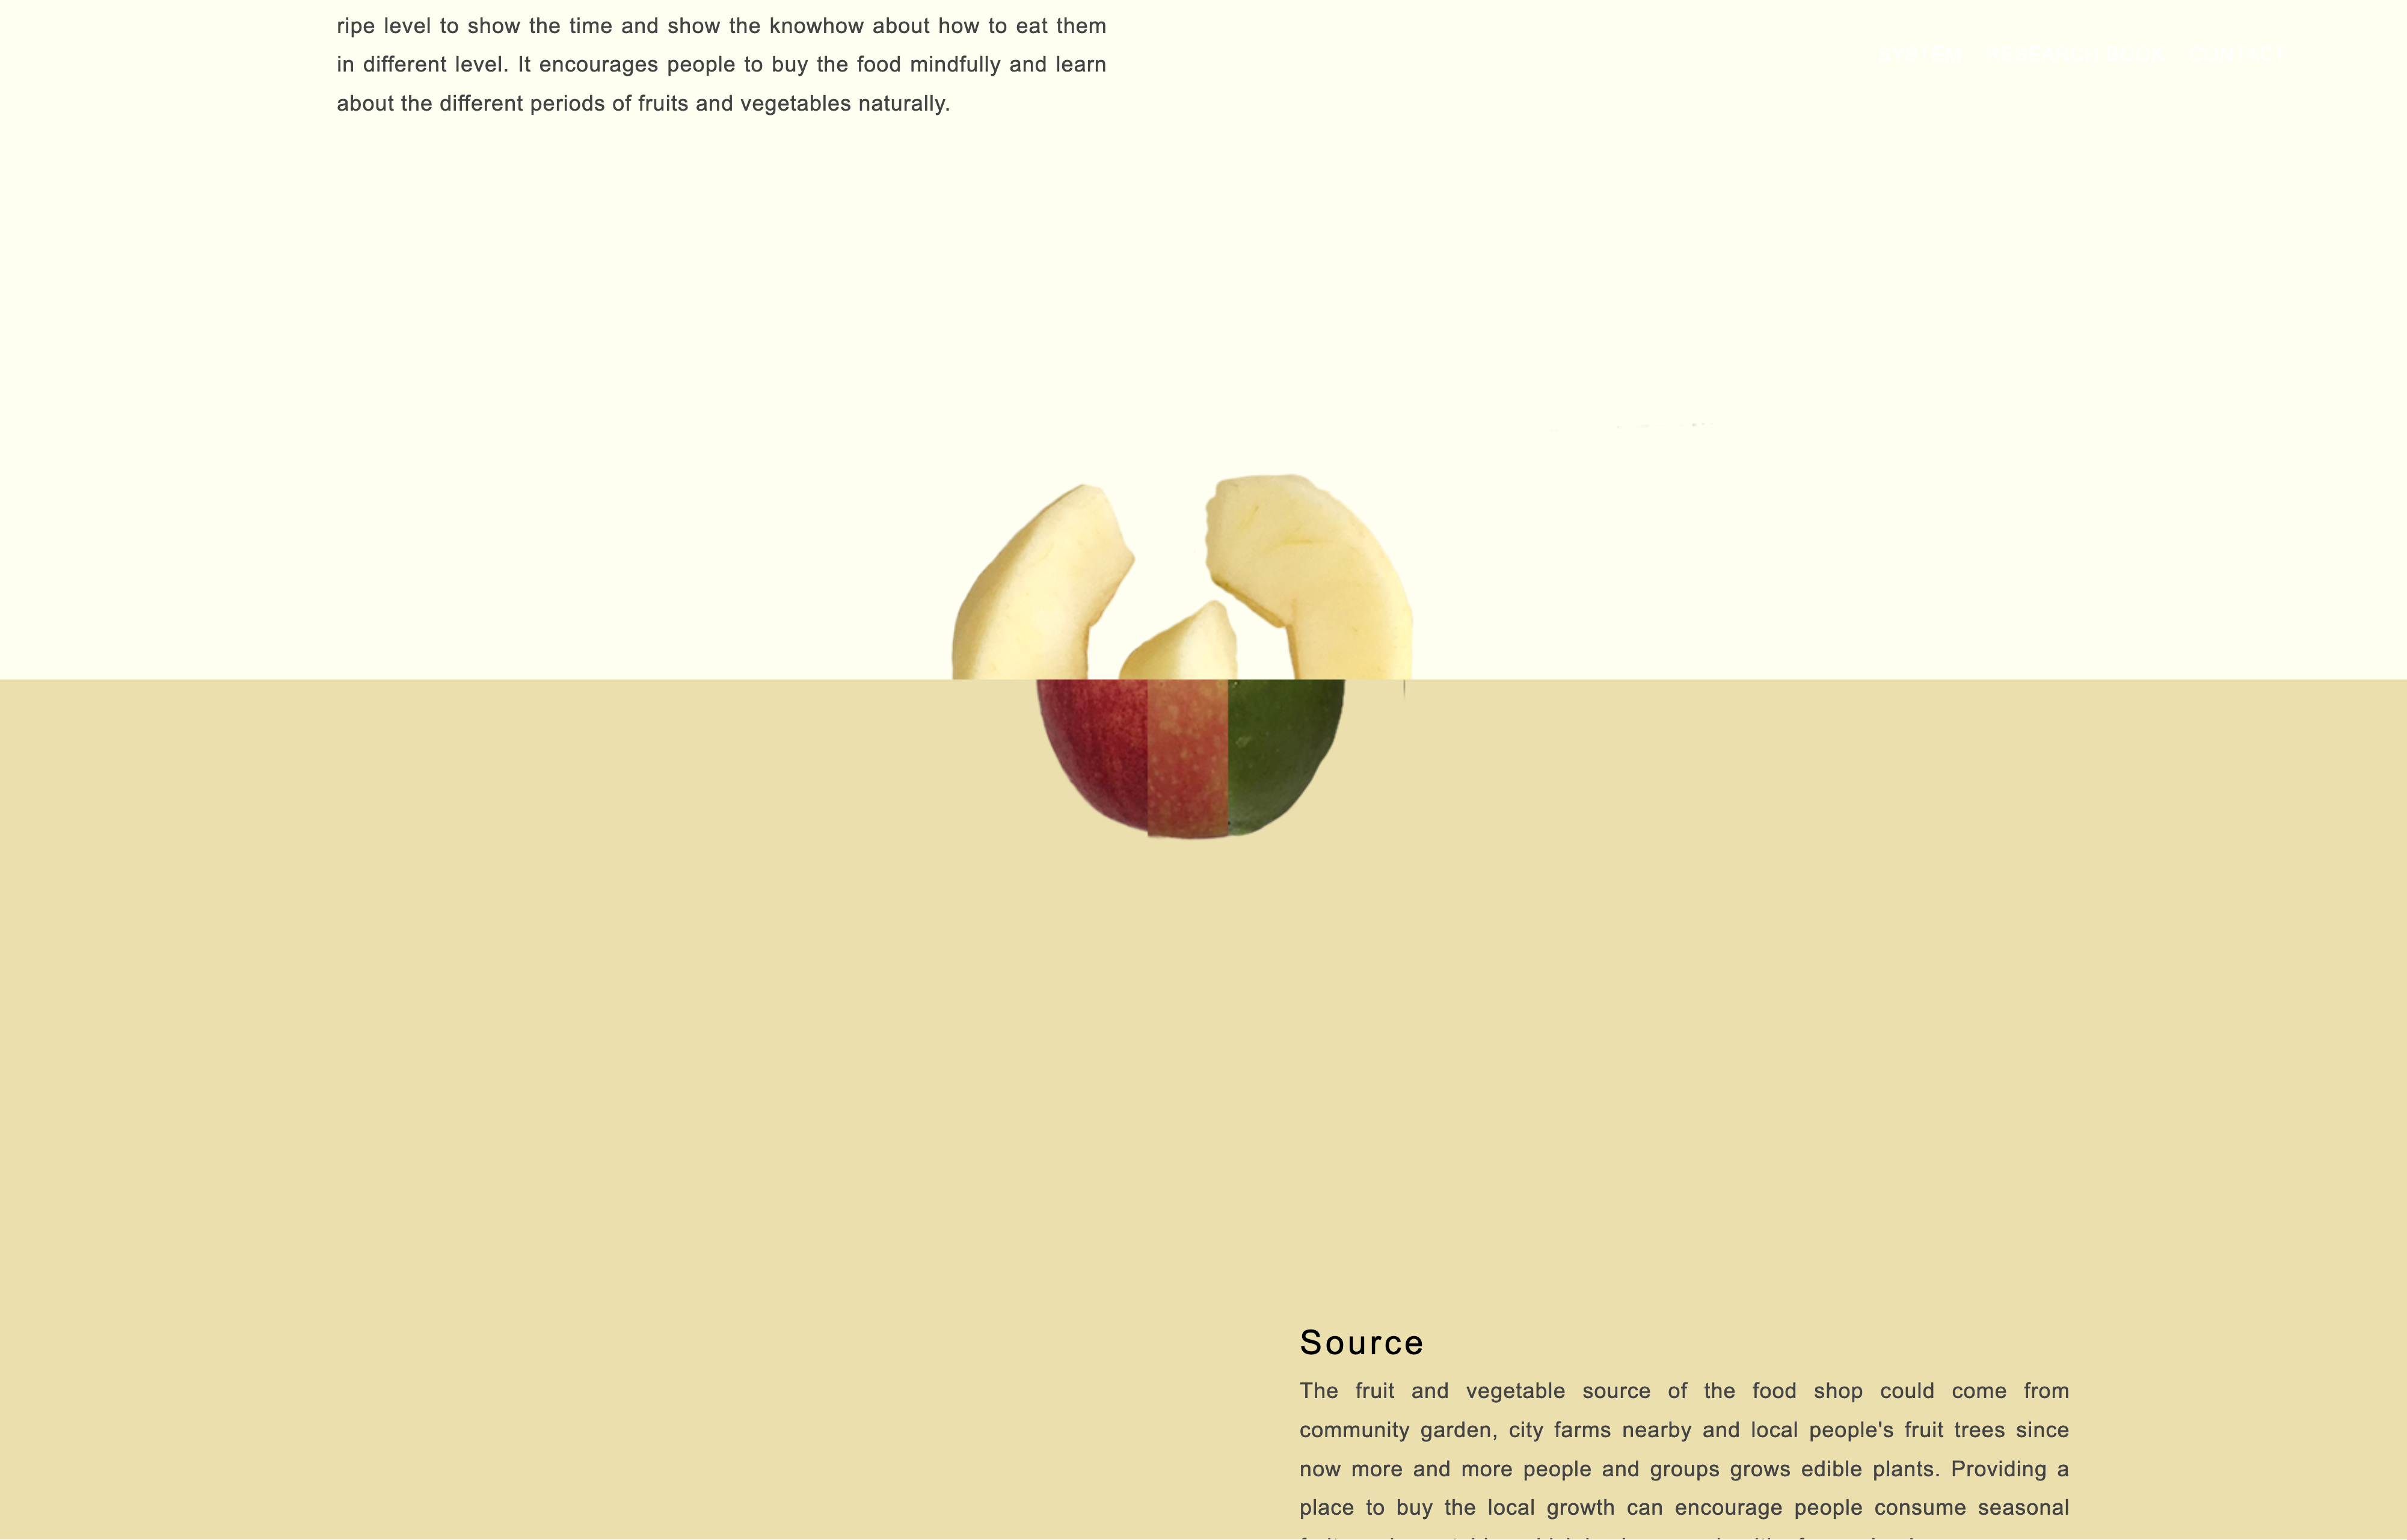 ripe level to show the time and show the knowhow about how to eat them
in different level. It encourages people to buy the food mindfully and learn
about the different periods of fruits and vegetables naturally.
Source
The fruit and vegetable source of the food shop could come from
community garden, city farms nearby and local people's fruit trees since
now more and more people and groups grows edible plants. Providing a
place to buy the local growth can encourage people consume seasonal